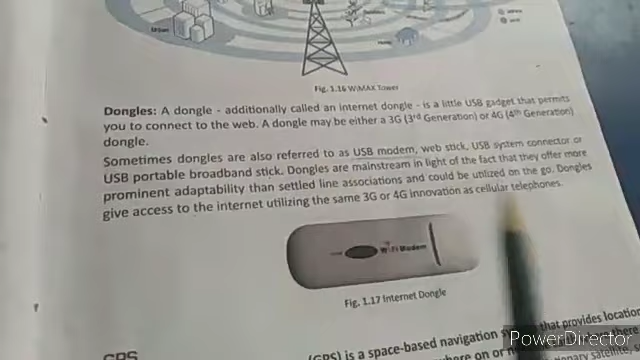 Urban
Home
Fig. 1.16 WiMAX Tower
Dongles: A dongle - additionally called an internet dongle - is a little USB gadget that permits
you to connect to the web. A dongle may be either a 3G (3rd Generation) or 4G (4th Generation)
dongle.
Sometimes dongles are also referred to as USB modem, web stick, USB system connector or
USB portable broadband stick. Dongles are mainstream in light of the fact that they offer more
prominent adaptability than settled line associations and could be utilized on the go. Dongles
give access to the internet utilizing the same 3G or 4G innovation as cellular telephones.
WiFi Modem
Fig. 1.17 Internet Dongle
GPS
(GPS) is a space-based navigation that provides location
PowerDirector